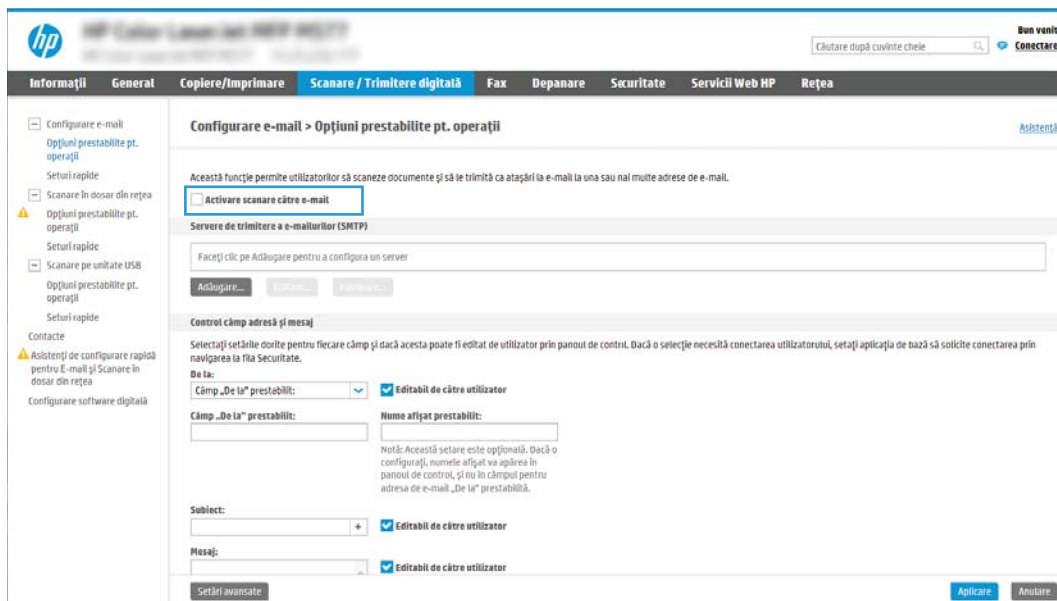 hp
Bun venit
Căutare după cuvinte cheie
Conectare
Informații General Copiere/Imprimare Scanare / Trimitere digitală Fax Depanare Securitate Servicii Web HP Rețea
Configurare e-mail
Opțiuni prestabilite pt.
operații
Seturi rapide
Scanare în dosar din rețea
Opțiuni prestabilite pt.
operații
Seturi rapide
Scanare pe unitate USB
Opțiuni prestabilite pt.
operații
Seturi rapide
Contacte
Asistenți de configurare rapidă
pentru E-mail și Scanare în
dosar din rețea
Configurare software digitală
Configurare e-mail > Opțiuni prestabilite pt. operații
Asistență
Această funcție permite utilizatorilor să scaneze documente și să le trimită ca atașări la e-mail la una sau nai multe adrese de e-mail.
Activare scanare către e-mail
Servere de trimitere a e-mailurilor (SMTP)
Faceți clic pe Adăugare pentru a configura un server
Adăugare...
Control câmp adresă și mesaj
Selectați setările dorite pentru fiecare câmp și dacă acesta poate fi editat de utilizator prin panoul de contrl. Dacă o selecție necesită conectarea utilizatorului, setați aplicația de bază să solicite conectarea prin
navigarea la fila Securitate.
De la:
Câmp „De la” prestabilit:
Editabil de către utilizator
Câmp „De la” prestabilit:
Nume afișat prestabilit:
Notă: Această setare este opțională. Dacă o
configurați, numele afișat va apărea în
panoul de control, și nu în câmpul pentru
adresa de e-mail „De la” prestabilită.
Subiect:
+ Editabil de către utilizator
Mesaj:
Editabil de către utilizator
Setări avansate
Aplicare Anulare